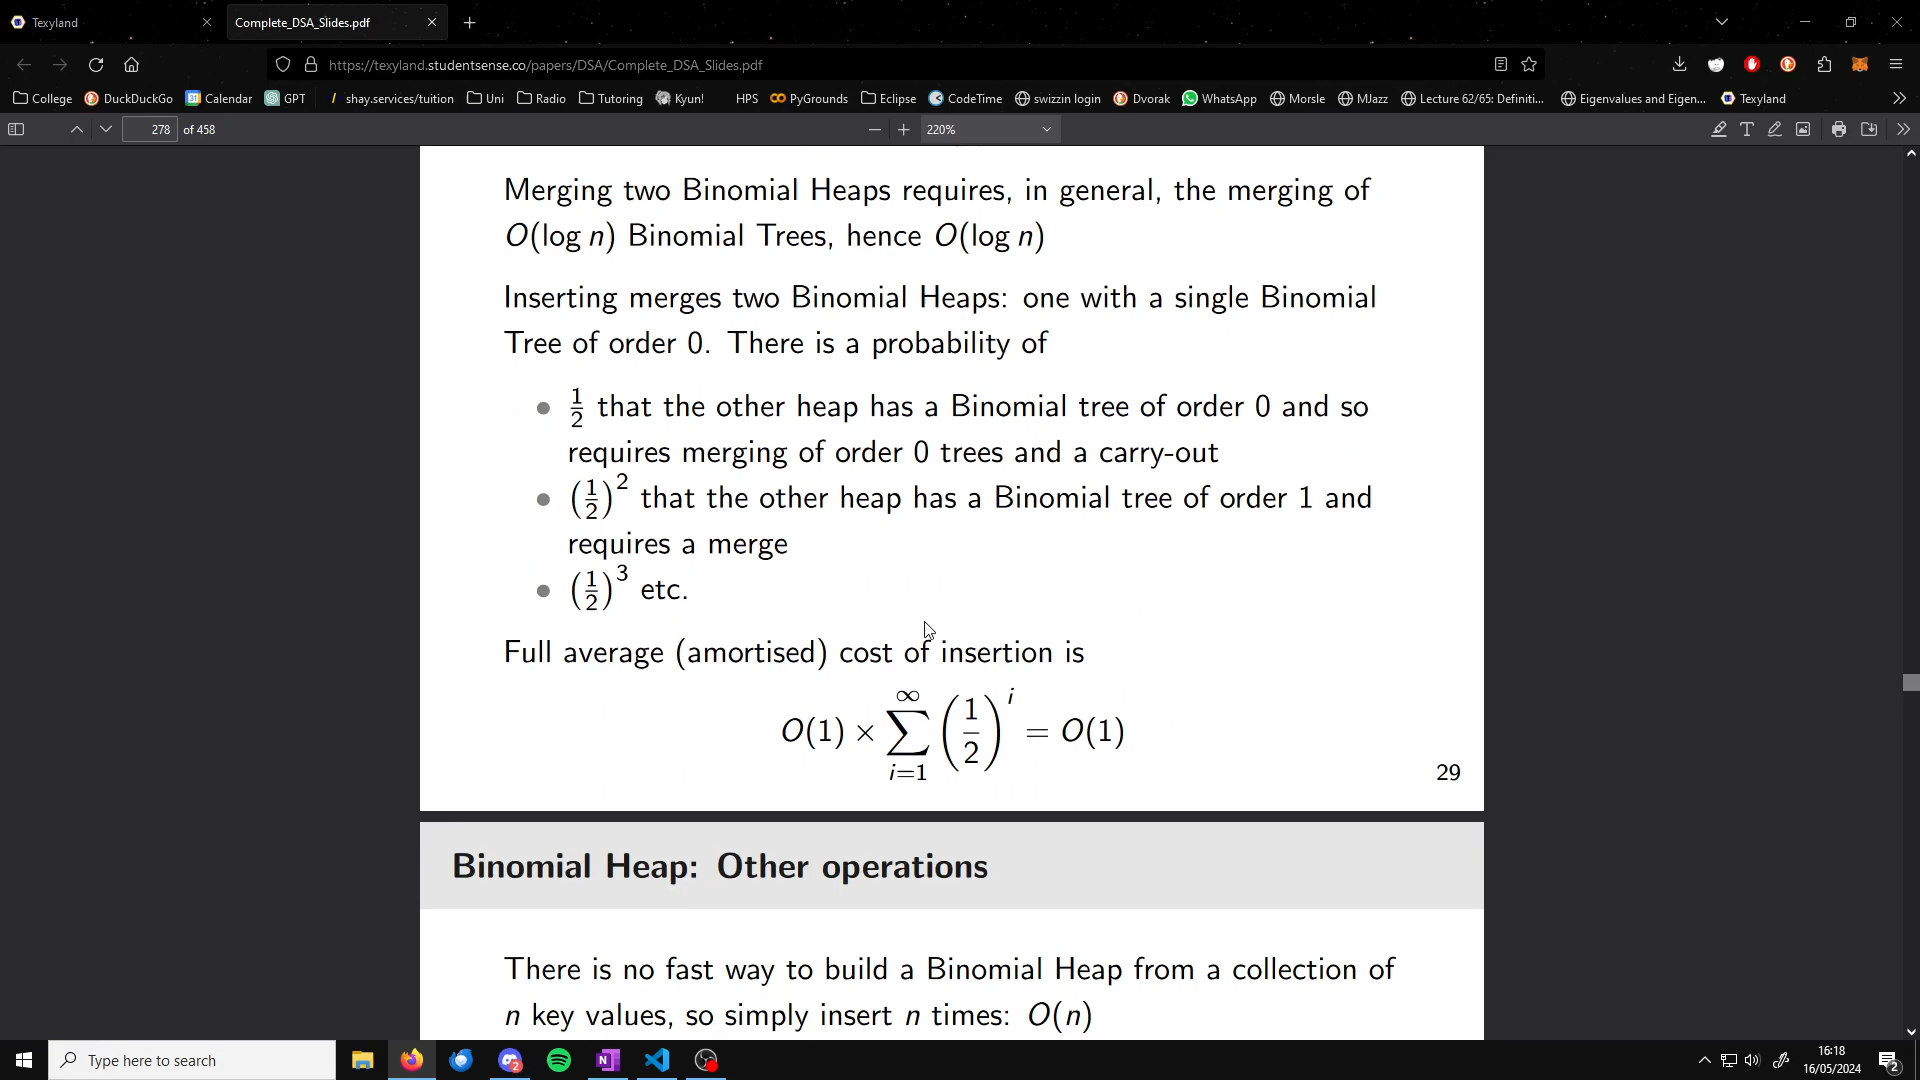 Texyland
Complete_DSA_Slides.pdf
https://texyland.studentsense.co/papers/DSA/Complete_DSA_Slides.pdf
College DuckDuckGo Calendar GPT shay.services/tuition Uni Radio Tutoring Kyun! HPS PyGrounds Eclipse CodeTime swizzin login Dvorak WhatsApp Morsle MJazz Lecture 62/65: Definiti... Eigenvalues and Eigen... Texyland
278 of 458 220%
Merging two Binomial Heaps requires, in general, the merging of
O(log n) Binomial Trees, hence O(log n)
Inserting merges two Binomial Heaps: one with a single Binomial
Tree of order 0. There is a probability of
● 1/2 that the other heap has a Binomial tree of order 0 and so
requires merging of order 0 trees and a carry-out
● (1/2)^2 that the other heap has a Binomial tree of order 1 and
requires a merge
● (1/2)^3 etc.
Full average (amortised) cost of insertion is
O(1) × ∑_{i=1}^{∞} (1/2)^i = O(1)
29
Binomial Heap: Other operations
There is no fast way to build a Binomial Heap from a collection of
n key values, so simply insert n times: O(n)
Type here to search
16:18
16/05/2024
2
2